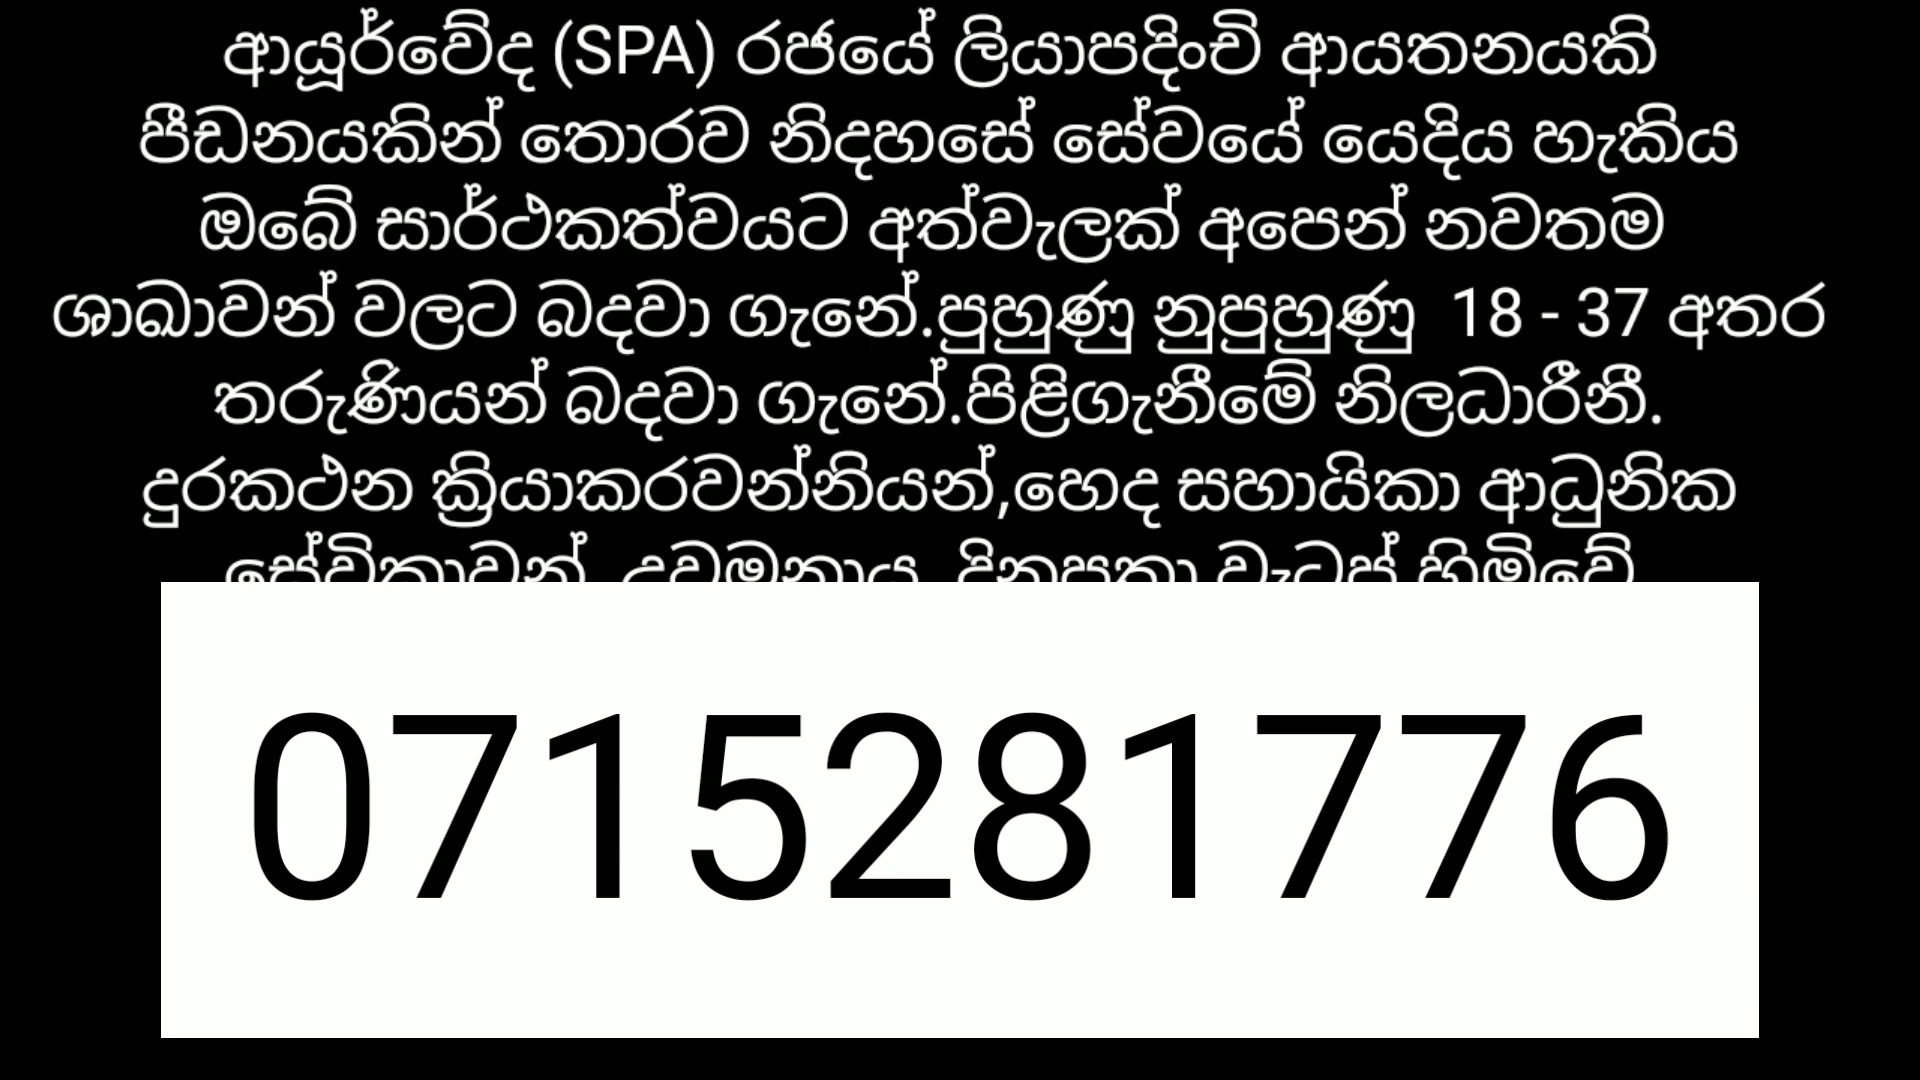 ආයුර්වේද (SPA) රජයේ ලියාපදිංචි ආයතනයකි
පීඩනයකින් තොරව නිදහසේ සේවයේ යෙදිය හැකිය
ඔබේ සාර්ථකත්වයට අත්වැලක් අපෙන් නවතම
ශාඛාවන් වලට බදවා ගැනේ.පුහුණු නුපුහුණු 18 - 37 අතර
තරුණියන් බදවා ගැනේ.පිළිගැනීමේ නිලධාරීනී.
දුරකථන ක්‍රියාකරවන්නියන්,හෙද සහායිකා ආධුනික
සේවිකාවන් වැටුප් හිමිවේ
0715281776